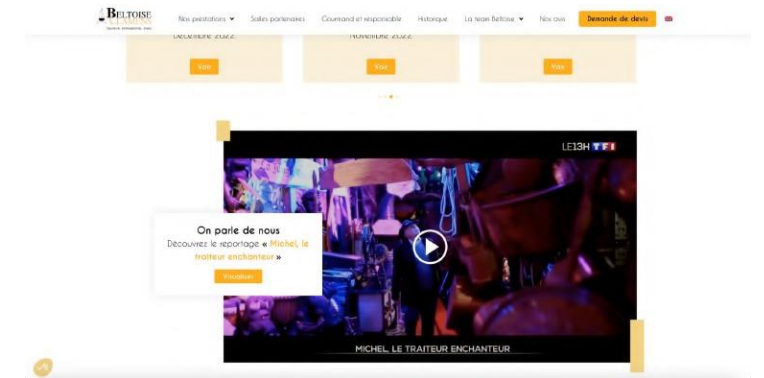 BELTOISE
Nos prestations
Salles partenaires
Gourmand et responsable
Historique
La team Beltoise
Nos avis
Demande de devis
Décembre 2022
Novembre 2022
Voir
Voir
Voir
LE13H TF1
On parle de nous
Découvrez le reportage « Michel, le
traiteur enchanteur »
Visualiser
MICHEL, LE TRAITEUR ENCHANTEUR